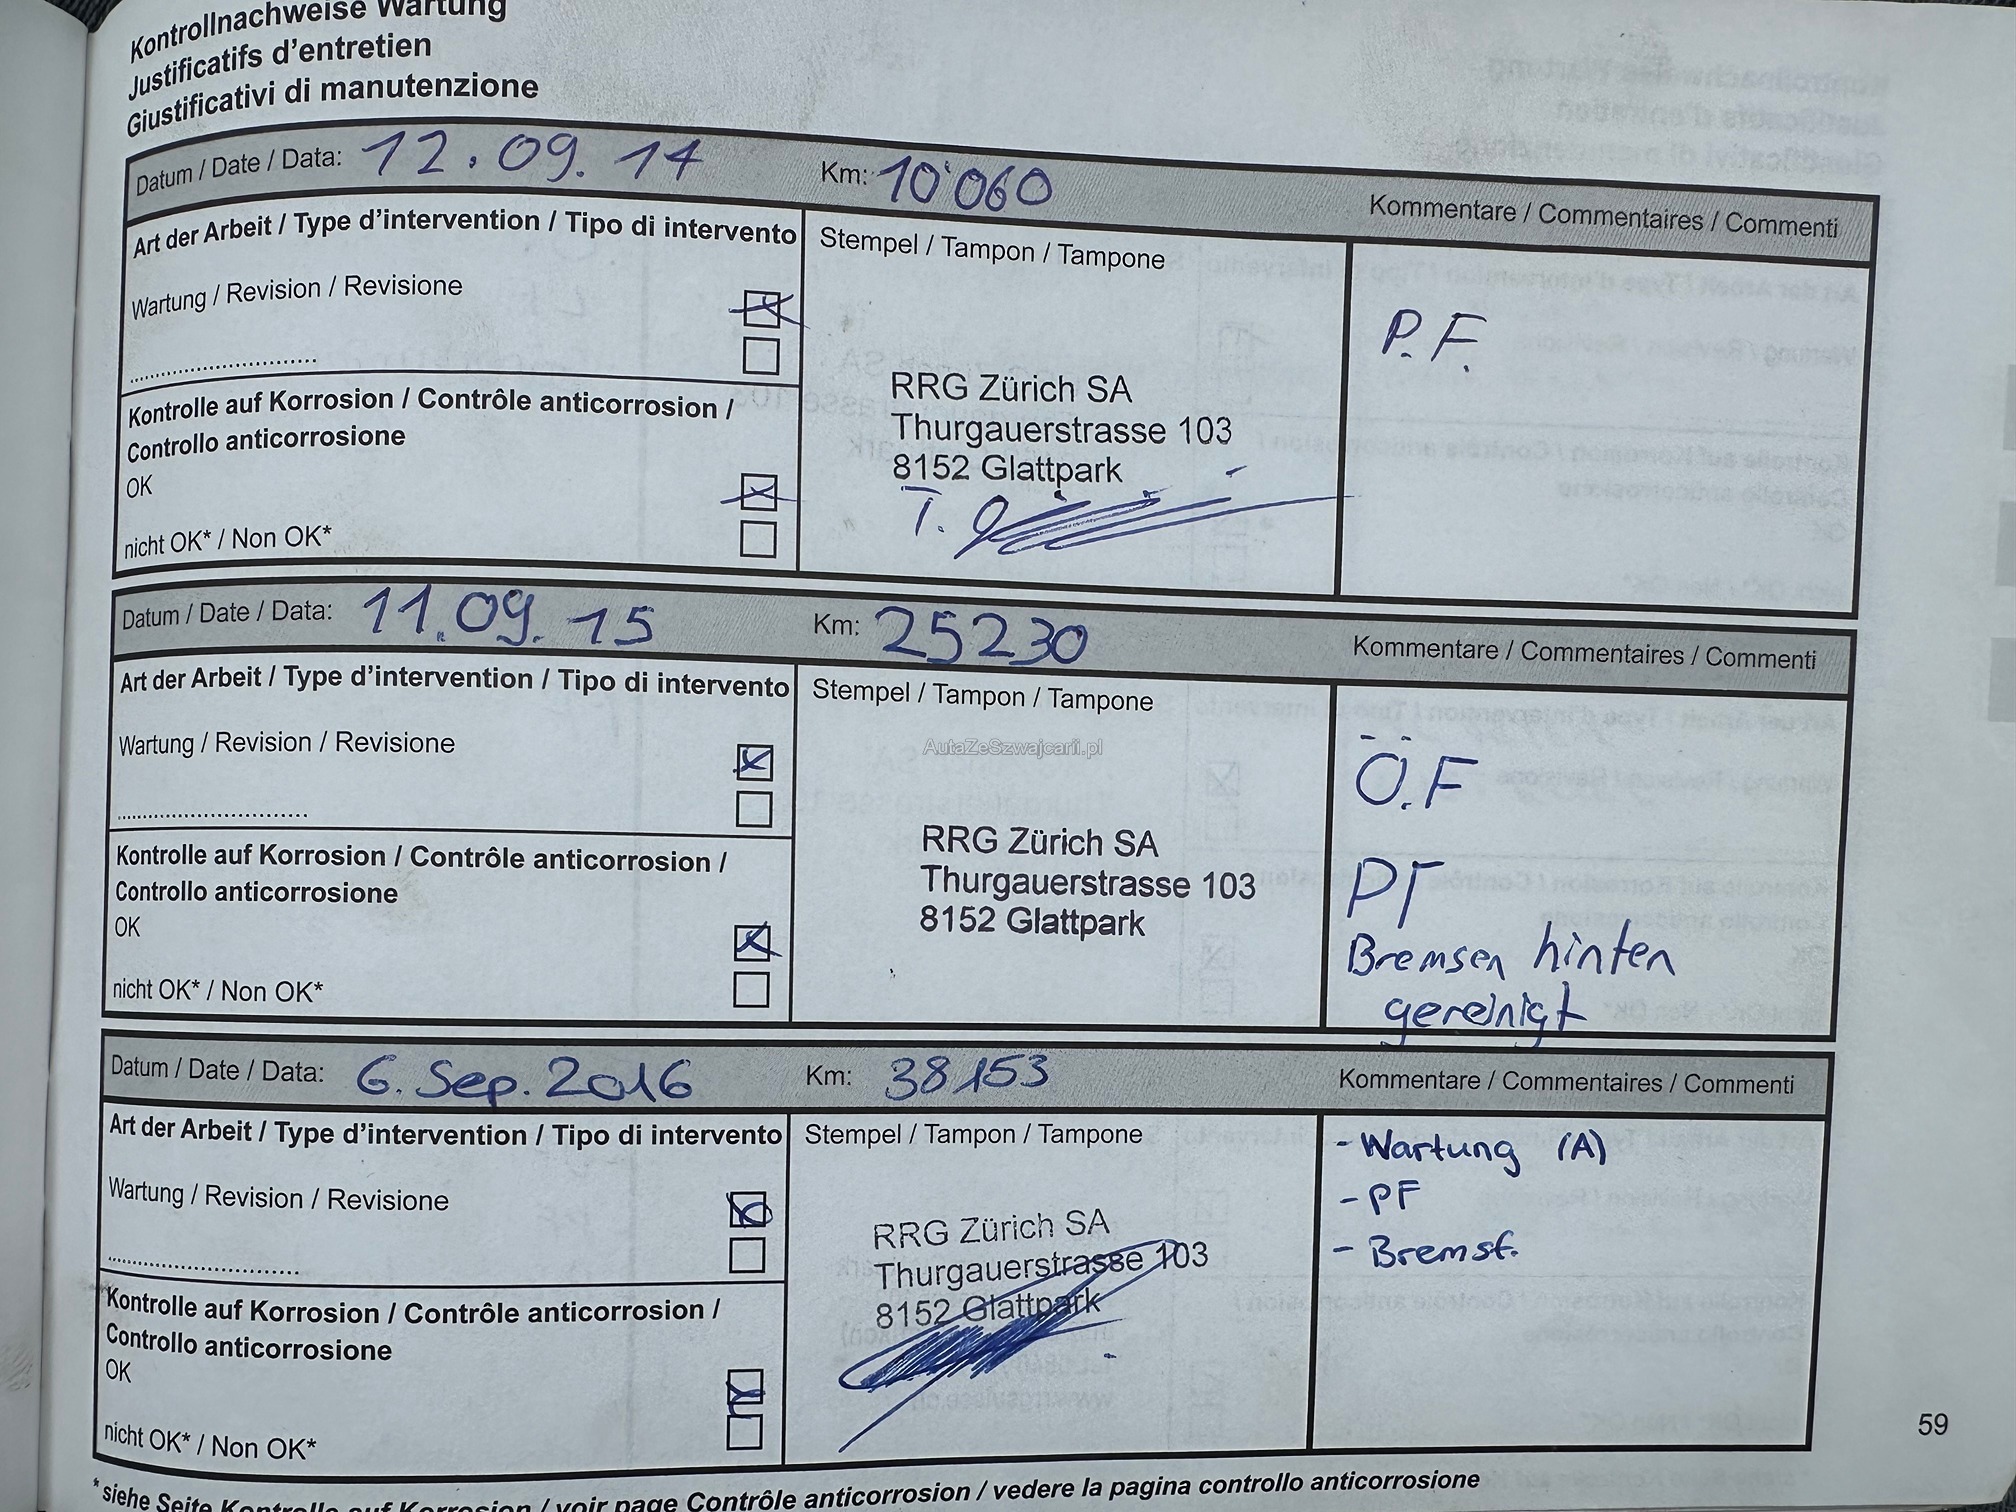 Kontrollnachweise Wartung
Justificatifs d'entretien
Giustificativi di manutenzione
Datum / Date / Data: 12.09.14 Km: 10'060 Kommentare / Commentaires / Commenti
Art der Arbeit / Type d'intervention / Tipo di intervento
Stempel / Tampon / Tampone
Wartung / Revision / Revisione
P.F.
Kontrolle auf Korrosion / Contrôle anticorrosion /
Controllo anticorrosione
OK
nicht OK* / Non OK*
RRG Zürich SA
Thurgauerstrasse 103
8152 Glattpark
Datum / Date / Data: 11.09.15 Km: 25230 Kommentare / Commentaires / Commenti
Art der Arbeit / Type d'intervention / Tipo di intervento
Stempel / Tampon / Tampone
Wartung / Revision / Revisione
AutaZeSzwajcarii.pl
Kontrolle auf Korrosion / Contrôle anticorrosion /
Controllo anticorrosione
OK
nicht OK* / Non OK*
RRG Zürich SA
Thurgauerstrasse 103
8152 Glattpark
Ö.F
PF
Bremsen hinten
gereinigt
Datum / Date / Data: 6. Sep. 2016 Km: 38153 Kommentare / Commentaires / Commenti
Art der Arbeit / Type d'intervention / Tipo di intervento
Stempel / Tampon / Tampone
Wartung / Revision / Revisione
Kontrolle auf Korrosion / Contrôle anticorrosion /
Controllo anticorrosione
OK
nicht OK* / Non OK*
RRG Zürich SA
Thurgauerstrasse 103
8152 Glattpark
- Wartung (A)
- PF
- Bremsf.
59
*siehe Seite Kontrolle auf Korrosion / voir page Contrôle anticorrosion / vedere la pagina controllo anticorrosione